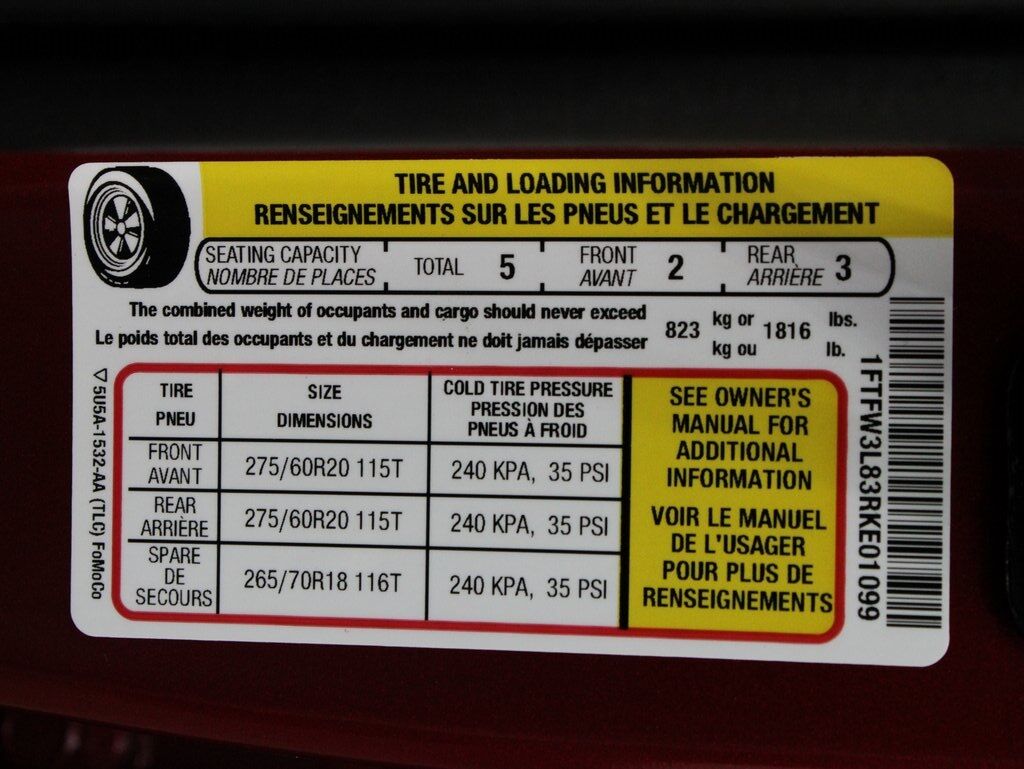 TIRE AND LOADING INFORMATION
RENSEIGNEMENTS SUR LES PNEUS ET LE CHARGEMENT
SEATING CAPACITY
NOMBRE DE PLACES
TOTAL 5
FRONT
AVANT
2
REAR
ARRIÈRE
3
The combined weight of occupants and cargo should never exceed
Le poids total des occupants et du chargement ne doit jamais dépasser
823
kg or
kg ou
1816
lbs.
lb.
TIRE
PNEU
SIZE
DIMENSIONS
COLD TIRE PRESSURE
PRESSION DES
PNEUS À FROID
FRONT
AVANT
275/60R20 115T
240 KPA, 35 PSI
REAR
ARRIÈRE
275/60R20 115T
240 KPA, 35 PSI
SPARE
DE
SECOURS
265/70R18 116T
240 KPA, 35 PSI
SEE OWNER'S
MANUAL FOR
ADDITIONAL
INFORMATION
VOIR LE MANUEL
DE L'USAGER
POUR PLUS DE
RENSEIGNEMENTS
5U5A-1532-AA (TLC) FoMoCo
1FTFW3L83RKE01099